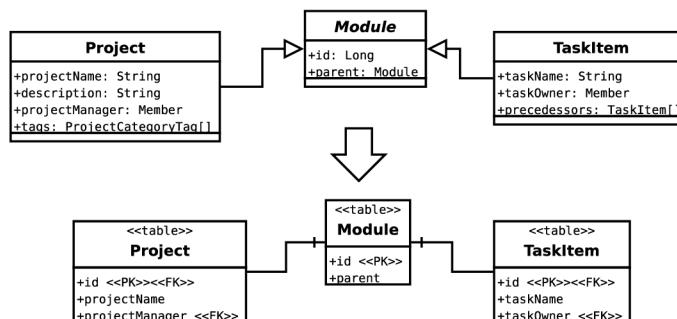 Module
+id: Long
+parent: Module
Project
+projectName: String
+description: String
+projectManager: Member
+tags: ProjectCategoryTag[]
TaskItem
+taskName: String
+taskOwner: Member
+precedessors: TaskItem[]
<<table>>
Module
+id <<PK>>
+parent
<<table>>
Project
+id <<PK>><<FK>>
+projectName
+projectManager <<FK>>
<<table>>
TaskItem
+id <<PK>><<FK>>
+taskName
+taskOwner <<FK>>